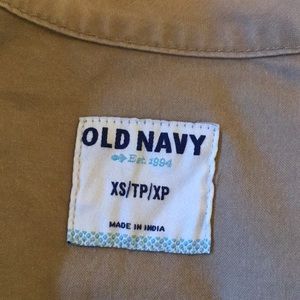 OLD NAVY
Est. 1994
XS/TP/XP
MADE IN INDIA